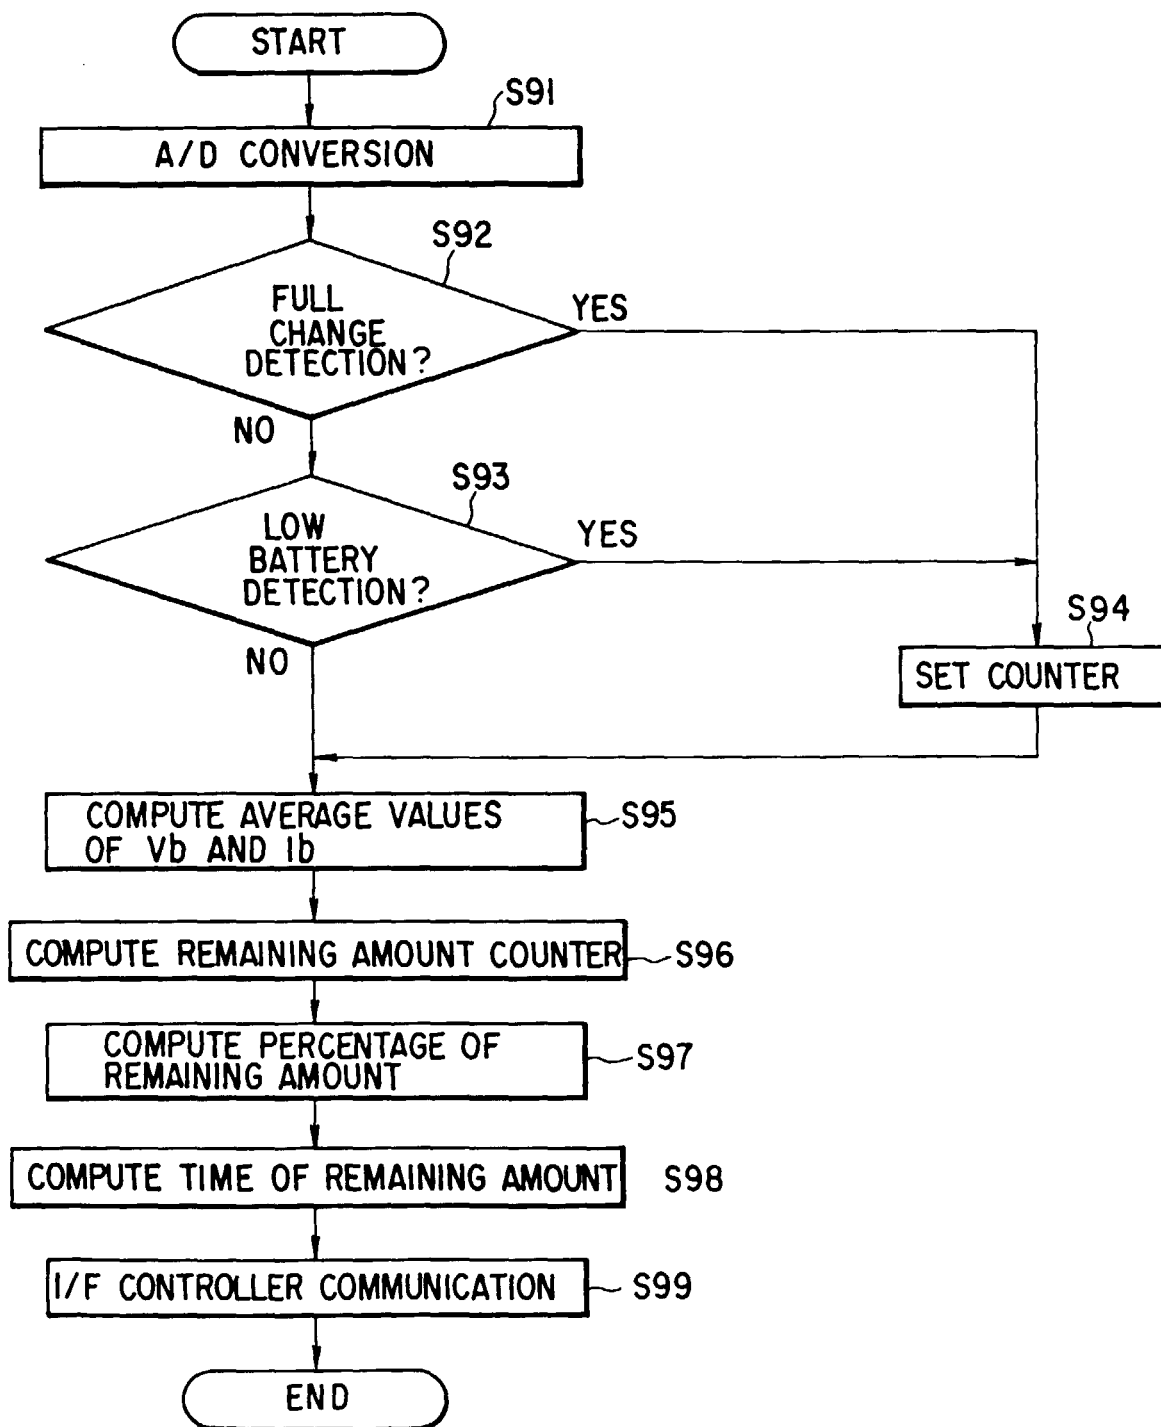 START
S91
A/D CONVERSION
S92
FULL
CHANGE
DETECTION?
YES
NO
S93
LOW
BATTERY
DETECTION?
YES
NO
S94
SET COUNTER
COMPUTE AVERAGE VALUES
OF Vb AND Ib
S95
COMPUTE REMAINING AMOUNT COUNTER
S96
COMPUTE PERCENTAGE OF
REMAINING AMOUNT
S97
COMPUTE TIME OF REMAINING AMOUNT
S98
I/F CONTROLLER COMMUNICATION
S99
END